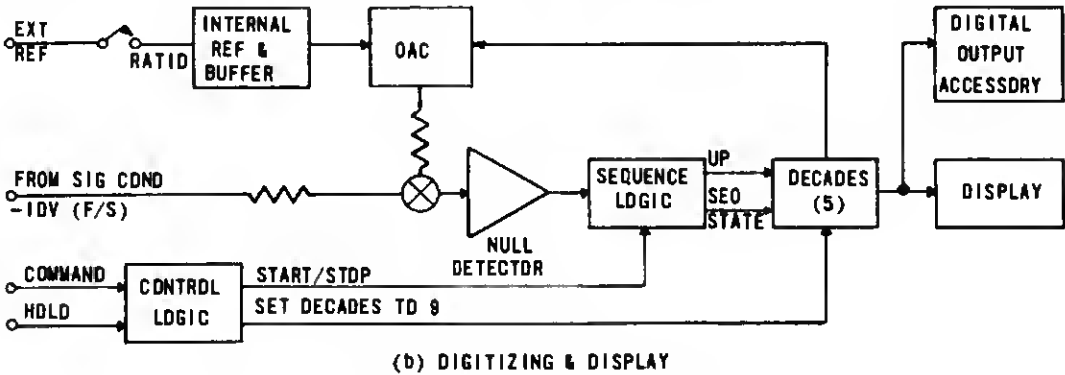 EXT
REF
RATIO
INTERNAL
REF &
BUFFER
DAC
DIGITAL
OUTPUT
ACCESSORY
FROM SIG COND
-10V (F/S)
NULL
DETECTOR
SEQUENCE
LOGIC
UP
SEQ
STATE
DECADES
(5)
DISPLAY
COMMAND
HOLD
CONTROL
LOGIC
START/STOP
SET DECADES TO 9
(b) DIGITIZING & DISPLAY